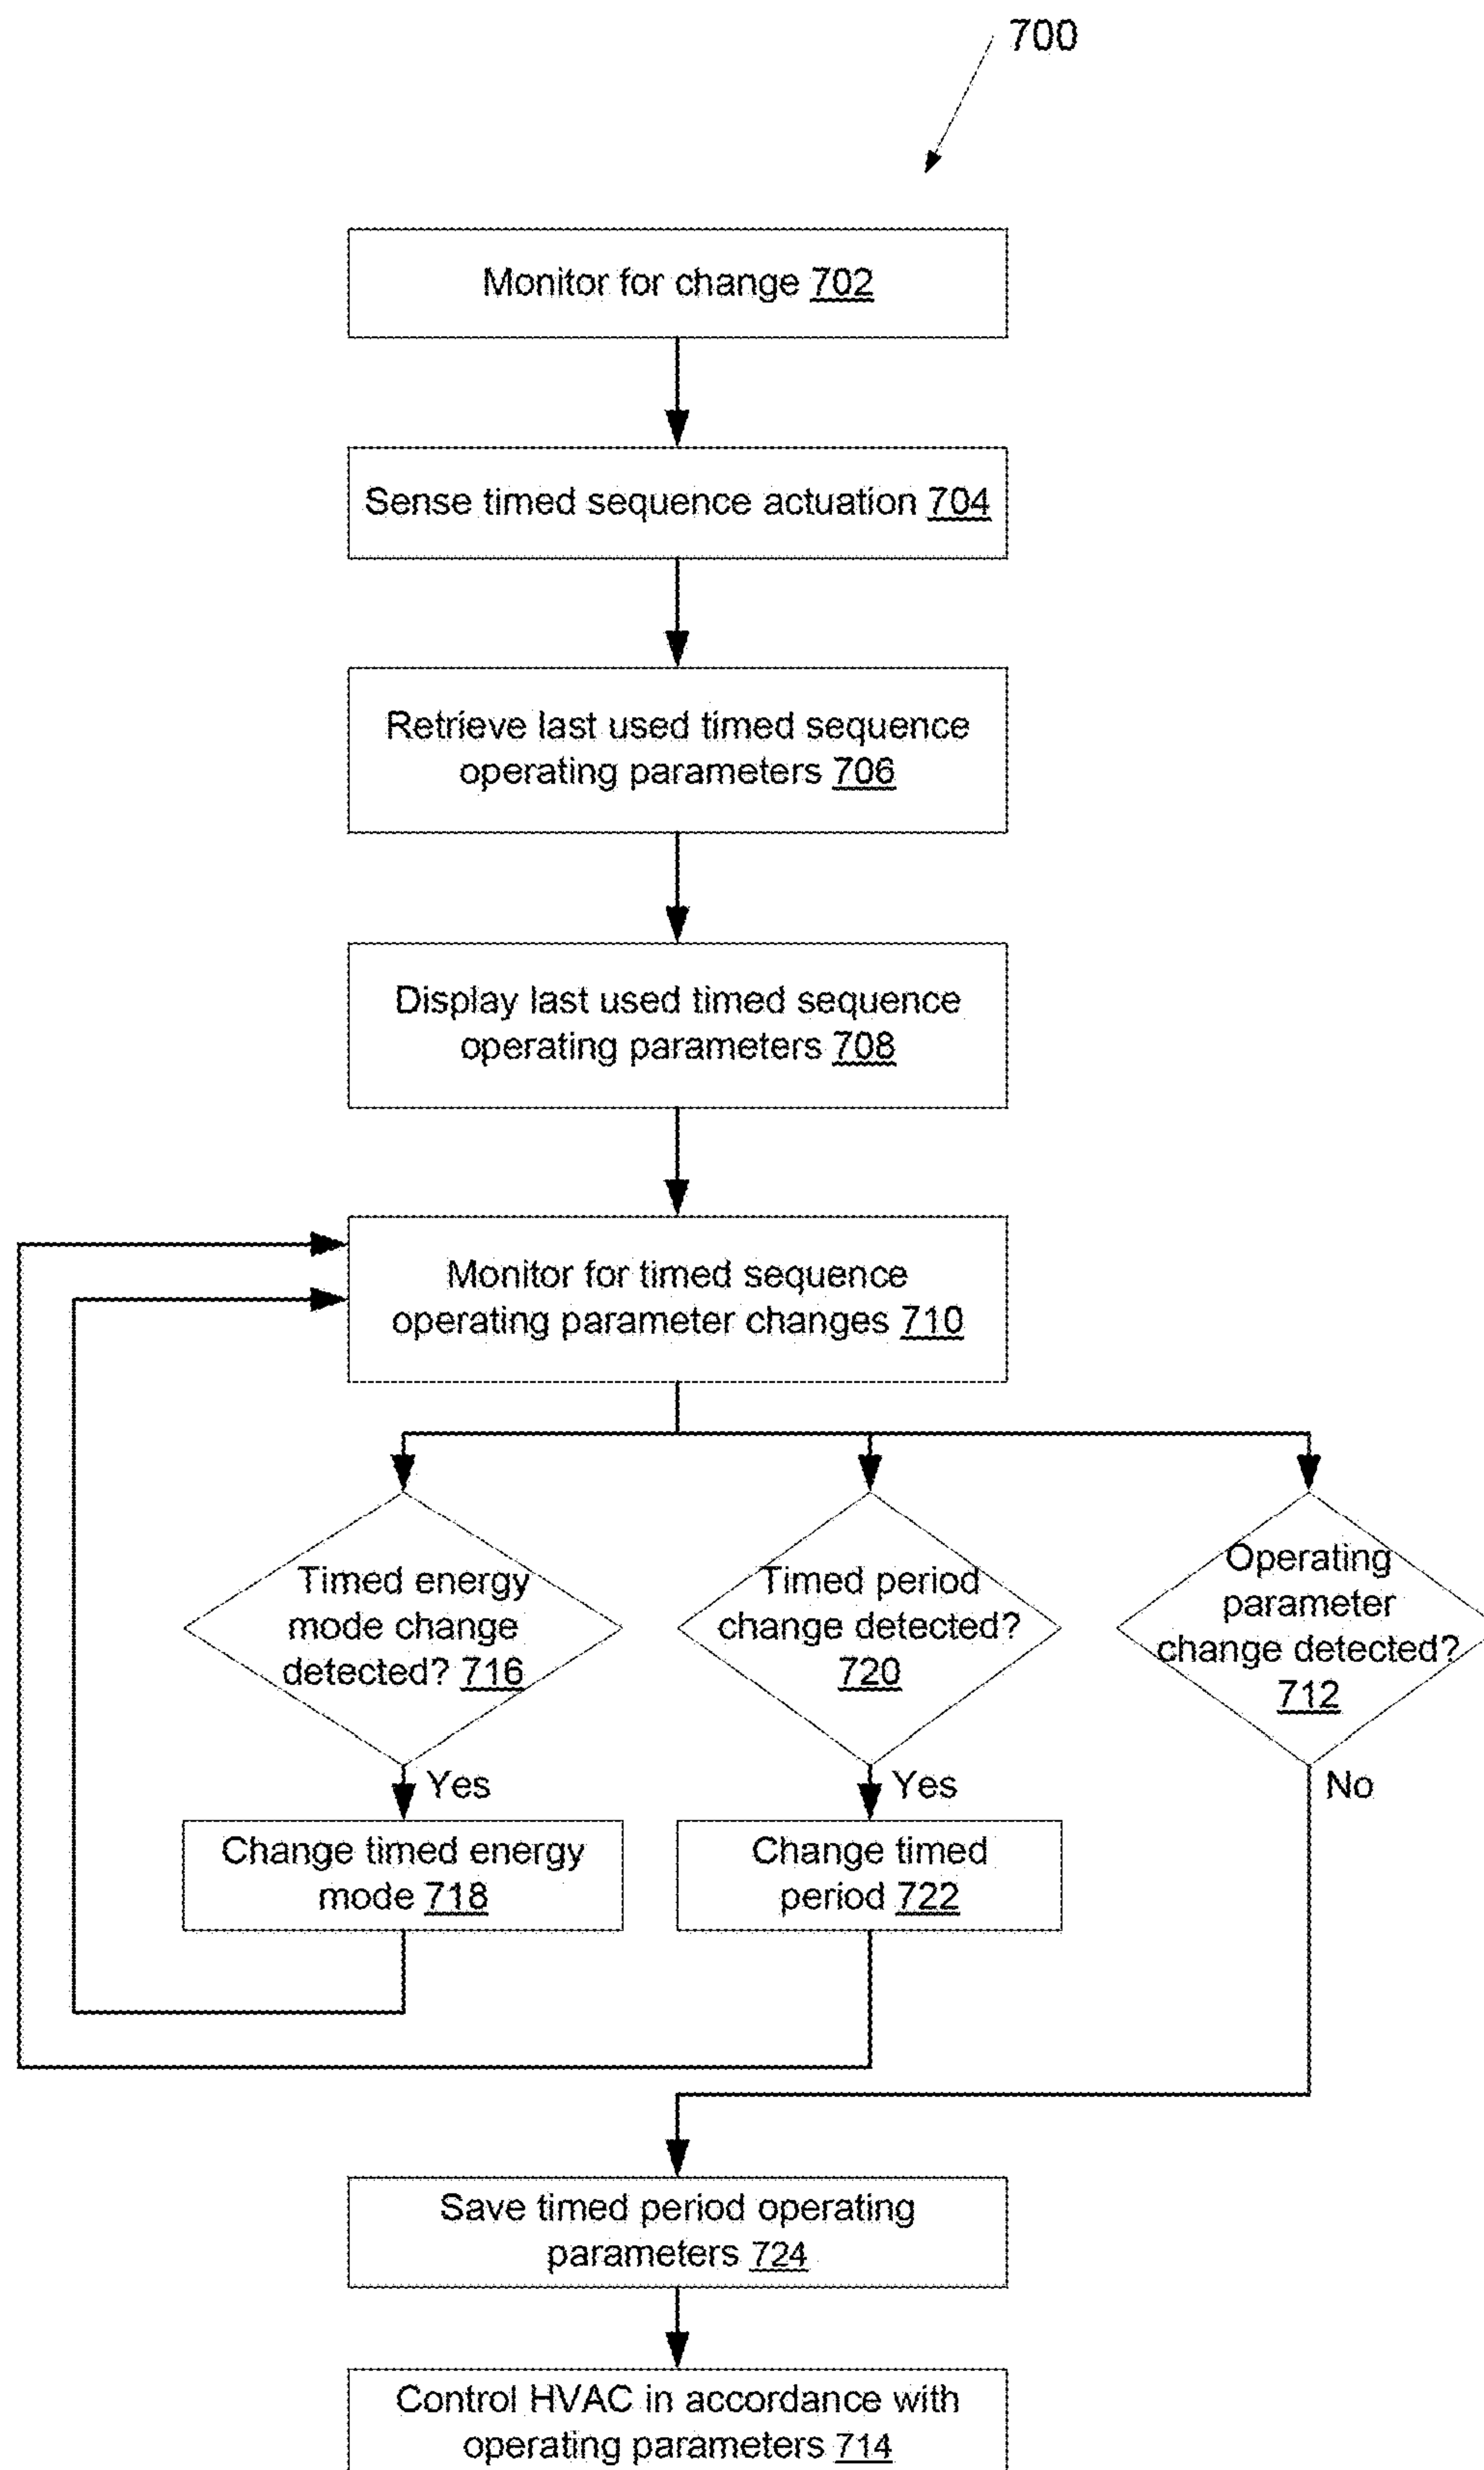 700
Monitor for change 702
Sense timed sequence actuation 704
Retrieve last used timed sequence
operating parameters 706
Display last used timed sequence
operating parameters 708
Monitor for timed sequence
operating parameter changes 710
Timed energy
mode change
detected? 716
Timed period
change detected?
720
Operating
parameter
change detected?
712
Yes
Yes
No
Change timed energy
mode 718
Change timed
period 722
Save timed period operating
parameters 724
Control HVAC in accordance with
operating parameters 714